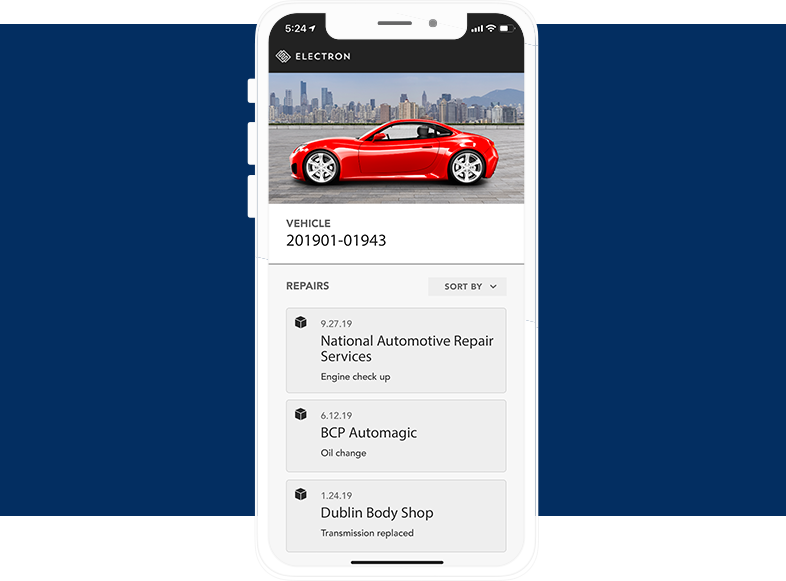 5:24
ELECTRON
VEHICLE
201901-01943
REPAIRS
SORT BY
9.27.19
National Automotive Repair
Services
Engine check up
6.12.19
BCP Automagic
Oil change
1.24.19
Dublin Body Shop
Transmission replaced